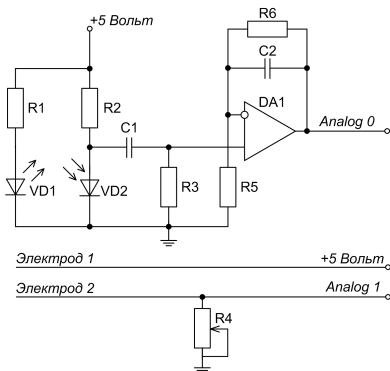 +5 Вольт
R6
C2
DA1
R1
R2
C1
Analog 0
VD1
VD2
R3
R5
Электрод 1
+5 Вольт
Электрод 2
Analog 1
R4